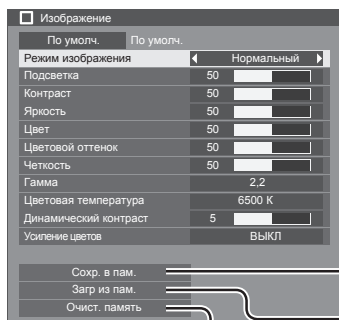 Изображение
По умолч. По умолч.
Режим изображения Нормальный
Подсветка 50
Контраст 50
Яркость 50
Цвет 50
Цветовой оттенок 50
Четкость 50
Гамма 2,2
Цветовая температура 6500 К
Динамический контраст 5
Усиление цветов ВЫКЛ
Сохр. в пам.
Загр из пам.
Очист. память